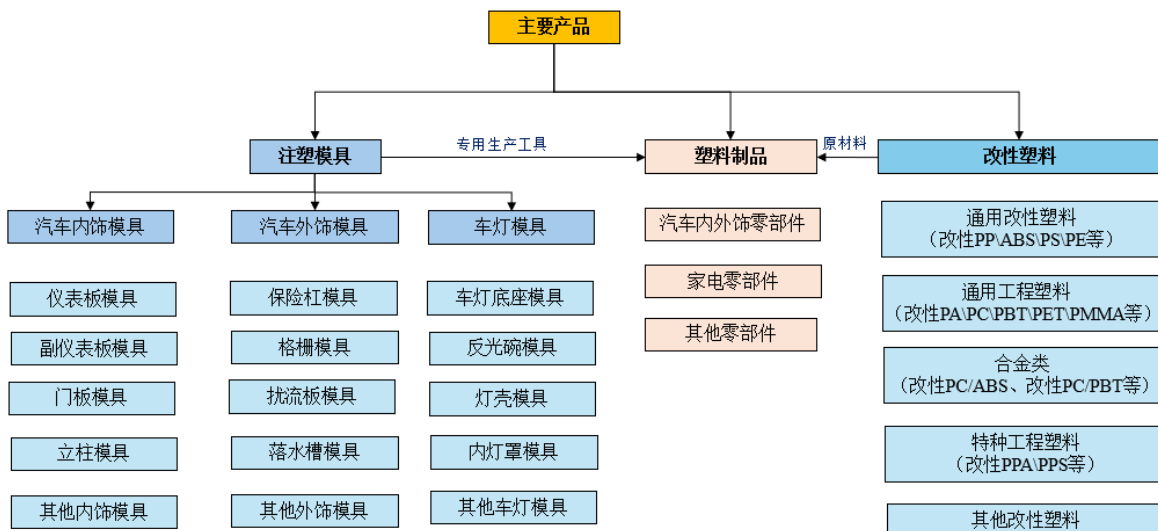 主要产品
注塑模具
专用生产工具
塑料制品
原材料
改性塑料
汽车内饰模具
汽车外饰模具
车灯模具
仪表板模具
副仪表板模具
门板模具
立柱模具
其他内饰模具
保险杠模具
格栅模具
扰流板模具
落水槽模具
其他外饰模具
车灯底座模具
反光碗模具
灯壳模具
内灯罩模具
其他车灯模具
汽车内外饰零部件
家电零部件
其他零部件
通用改性塑料
（改性PP\ABS\PS\PE等）
通用工程塑料
（改性PA\PC\PBT\PET\PMMA等）
合金类
（改性PC/ABS、改性PC/PBT等）
特种工程塑料
（改性PPA\PPS等）
其他改性塑料